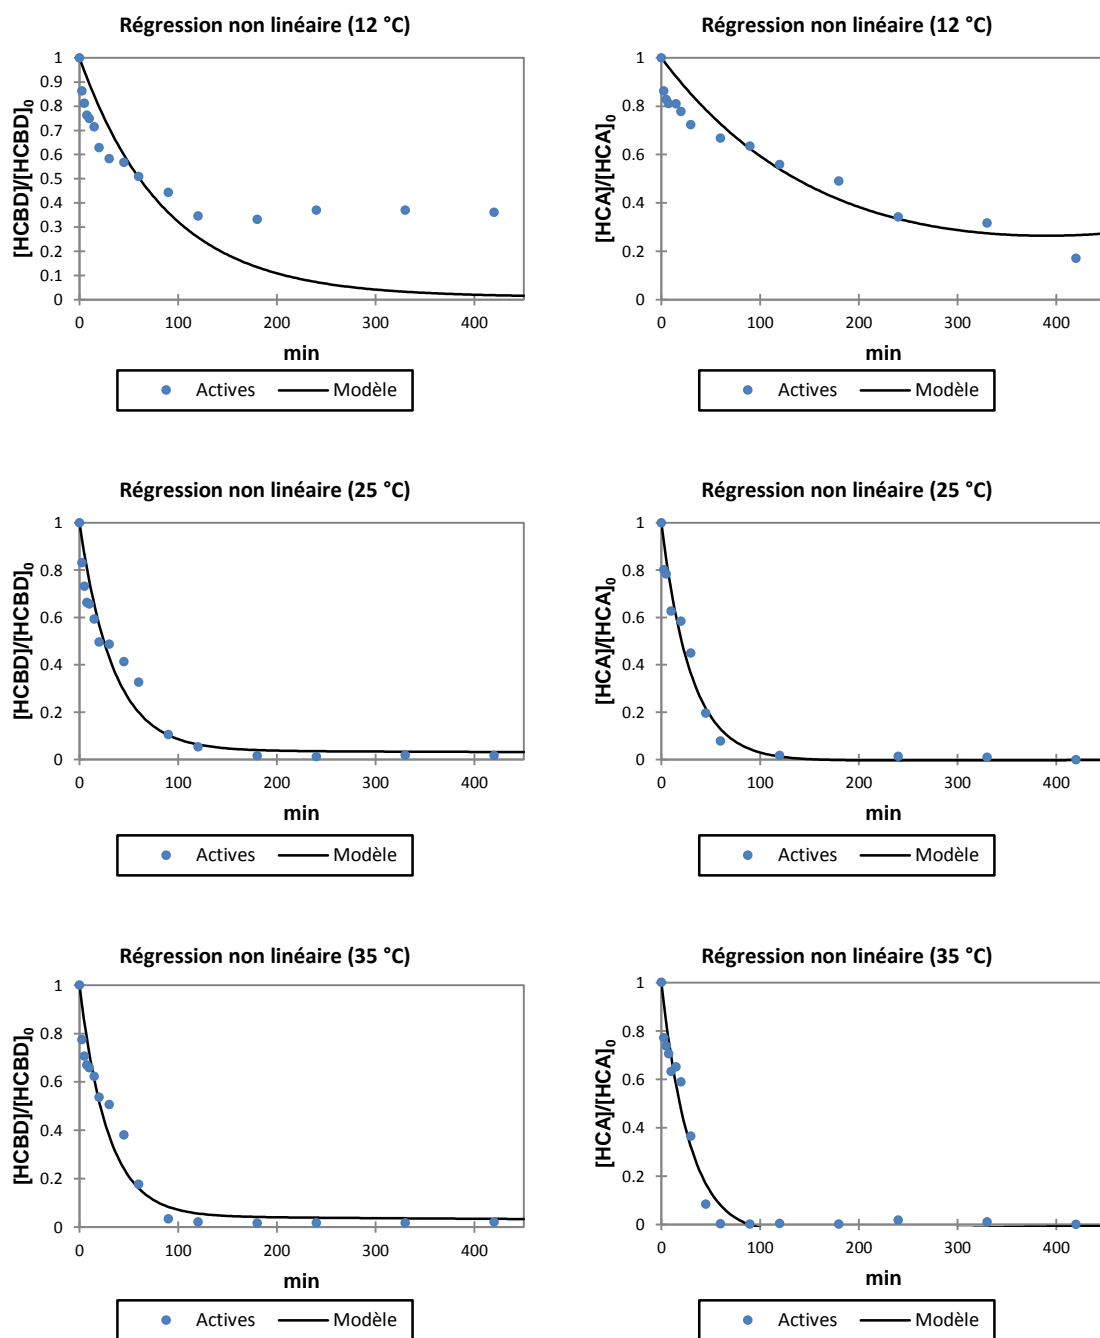 Régression non linéaire (12 °C)
[HCBD]/[HCBD]0
1
0.9
0.8
0.7
0.6
0.5
0.4
0.3
0.2
0.1
0
0 100 200 300 400
min
Actives Modèle
Régression non linéaire (12 °C)
[HCA]/[HCA]0
1
0.8
0.6
0.4
0.2
0
0 100 200 300 400
min
Actives Modèle
Régression non linéaire (25 °C)
[HCBD]/[HCBD]0
1
0.8
0.6
0.4
0.2
0
0 100 200 300 400
min
Actives Modèle
Régression non linéaire (25 °C)
[HCA]/[HCA]0
1
0.8
0.6
0.4
0.2
0
0 100 200 300 400
min
Actives Modèle
Régression non linéaire (35 °C)
[HCBD]/[HCBD]0
1
0.8
0.6
0.4
0.2
0
0 100 200 300 400
min
Actives Modèle
Régression non linéaire (35 °C)
[HCA]/[HCA]0
1
0.8
0.6
0.4
0.2
0
0 100 200 300 400
min
Actives Modèle